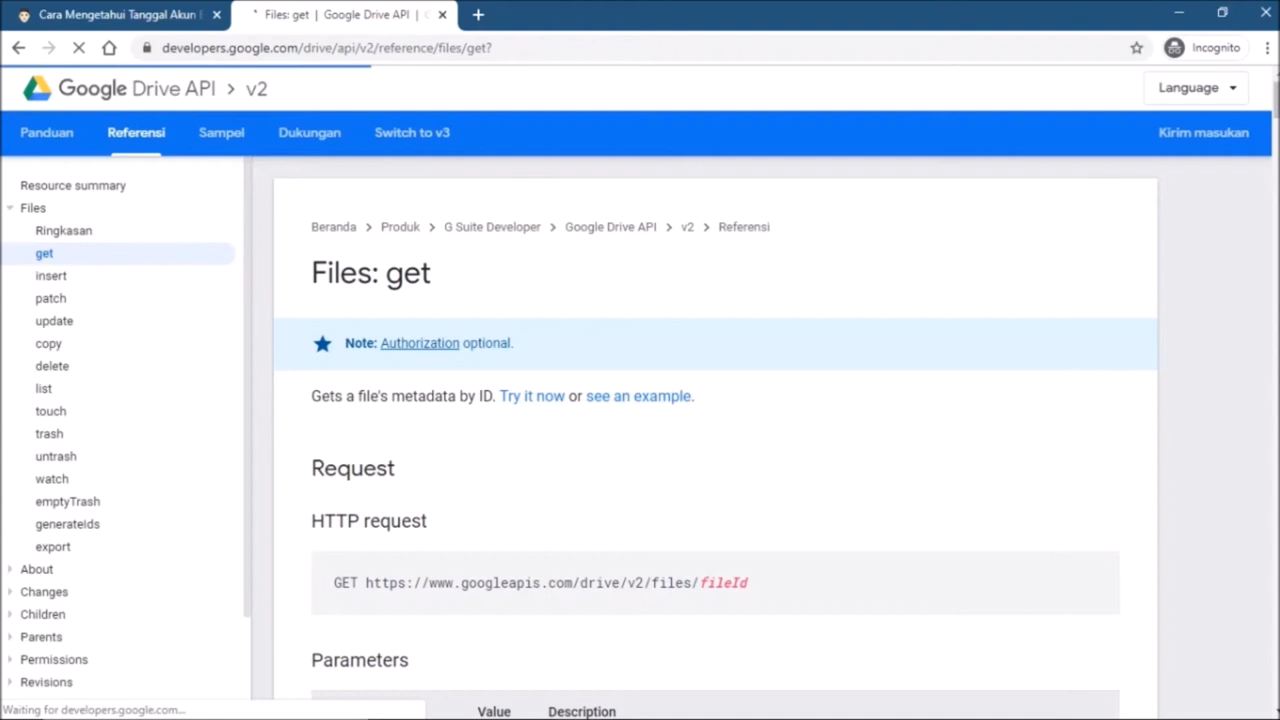 Cara Mengetahui Tanggal Akun
Files: get | Google Drive API |
developers.google.com/drive/api/v2/reference/files/get?
Incognito
Google Drive API > v2
Language
Panduan Referensi Sampel Dukungan Switch to v3 Kirim masukan
Resource summary
Files
Ringkasan
get
insert
patch
update
copy
delete
list
touch
trash
untrash
watch
emptyTrash
generateIds
export
About
Changes
Children
Parents
Permissions
Revisions
Beranda > Produk > G Suite Developer > Google Drive API > v2 > Referensi
Files: get
Note: Authorization optional.
Gets a file's metadata by ID. Try it now or see an example.
Request
HTTP request
GET https://www.googleapis.com/drive/v2/files/fileId
Parameters
Value Description
Waiting for developers.google.com...